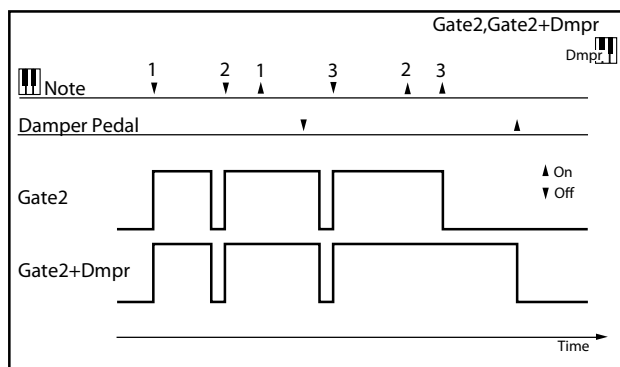 Gate2,Gate2+Dmpr
Dmpr
1 2 1 3 2 3
Note
Damper Pedal
▲ On
▼ Off
Gate2
Gate2+Dmpr
Time